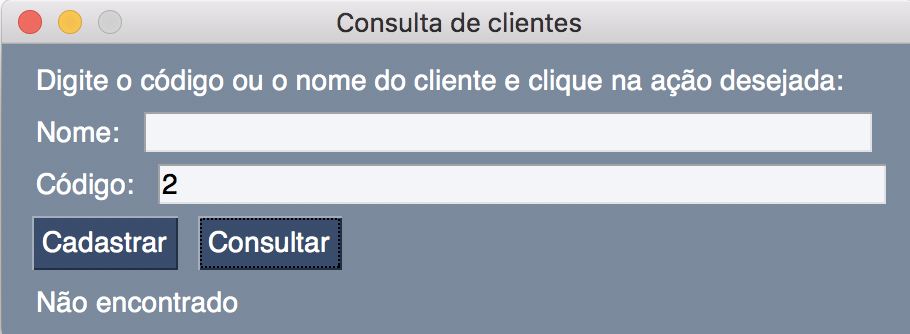 Consulta de clientes
Digite o código ou o nome do cliente e clique na ação desejada:
Nome:
Código: 2
Cadastrar Consultar
Não encontrado